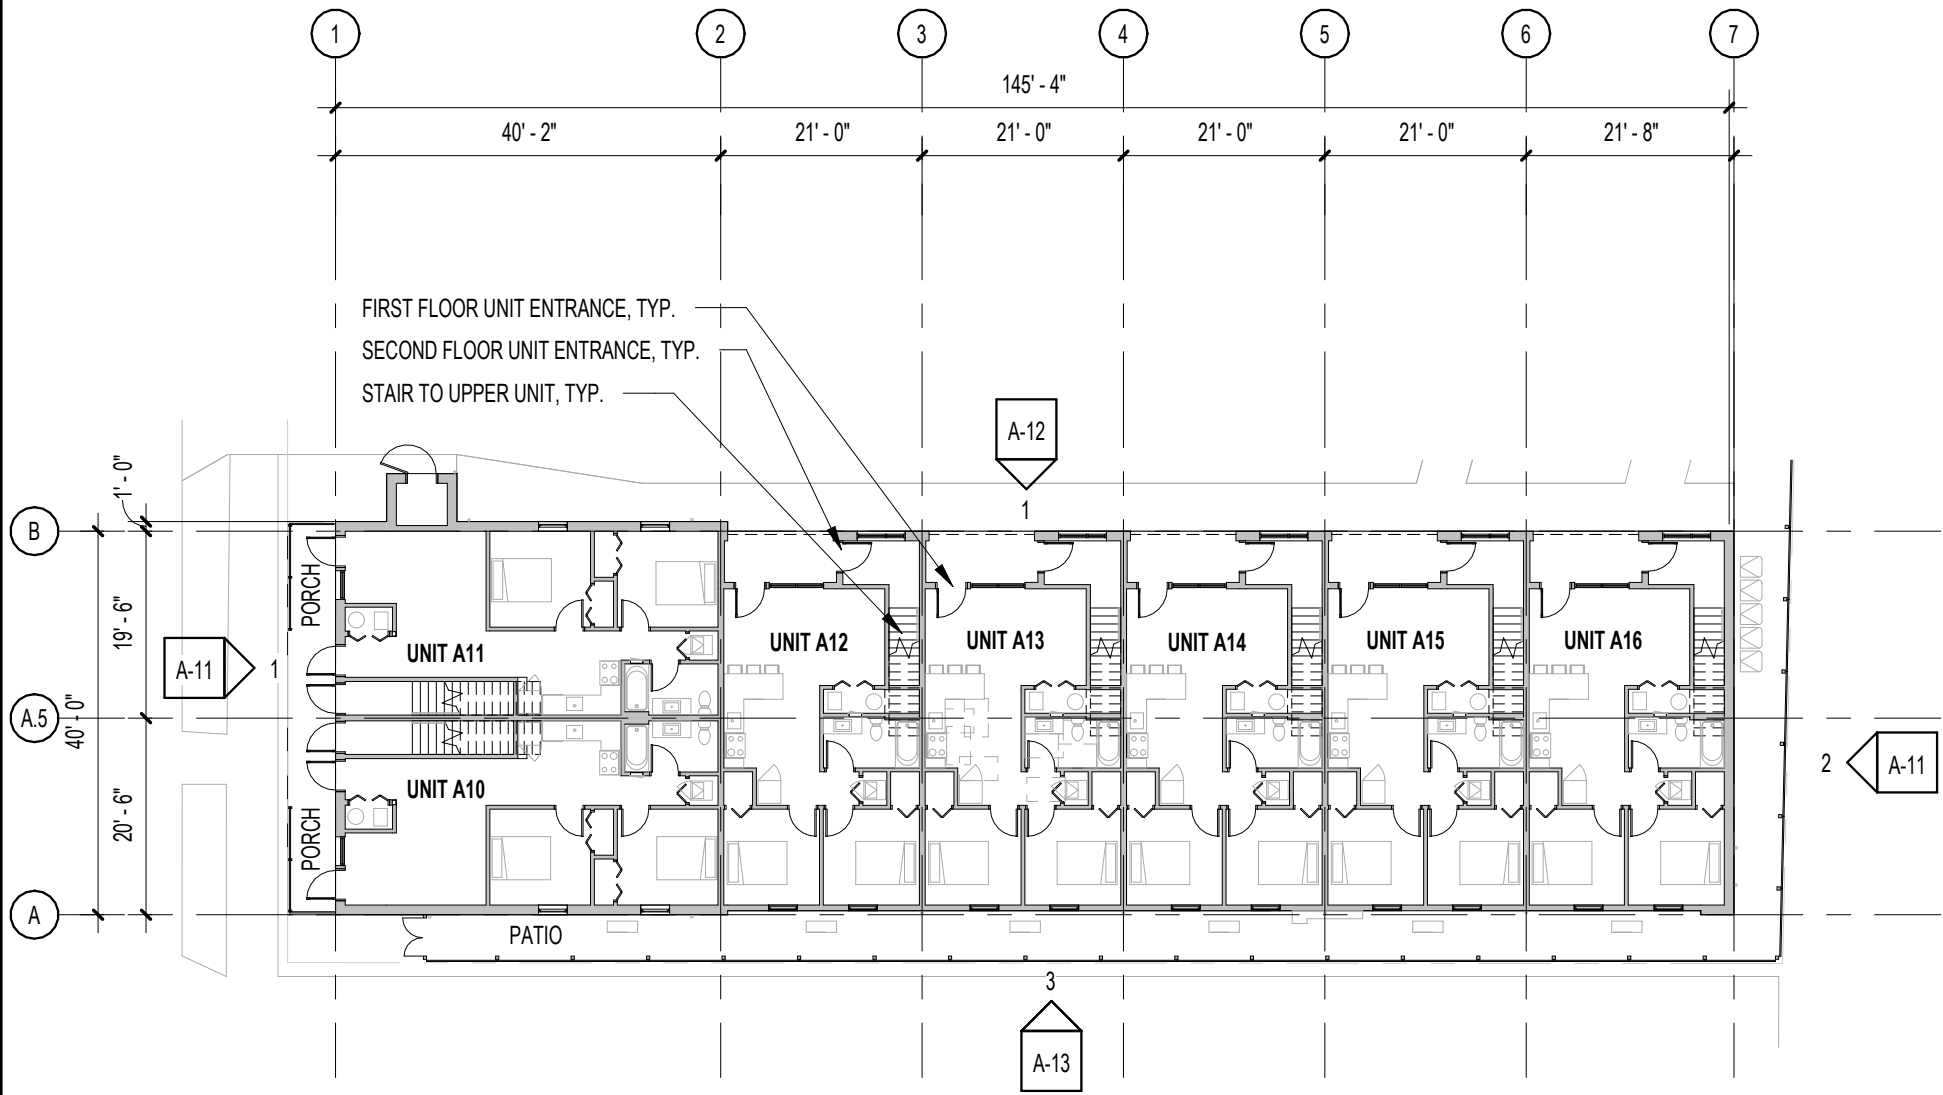 1
2
3
4
5
6
7
145' - 4"
40' - 2"
21' - 0"
21' - 0"
21' - 0"
21' - 0"
21' - 8"
FIRST FLOOR UNIT ENTRANCE, TYP.
SECOND FLOOR UNIT ENTRANCE, TYP.
STAIR TO UPPER UNIT, TYP.
A-12
1
1' - 0"
B
PORCH
19' - 6"
UNIT A11
UNIT A12
UNIT A13
UNIT A14
UNIT A15
UNIT A16
A-11
1
A.5
40' - 0"
2
A-11
UNIT A10
20' - 6"
PORCH
A
PATIO
3
A-13